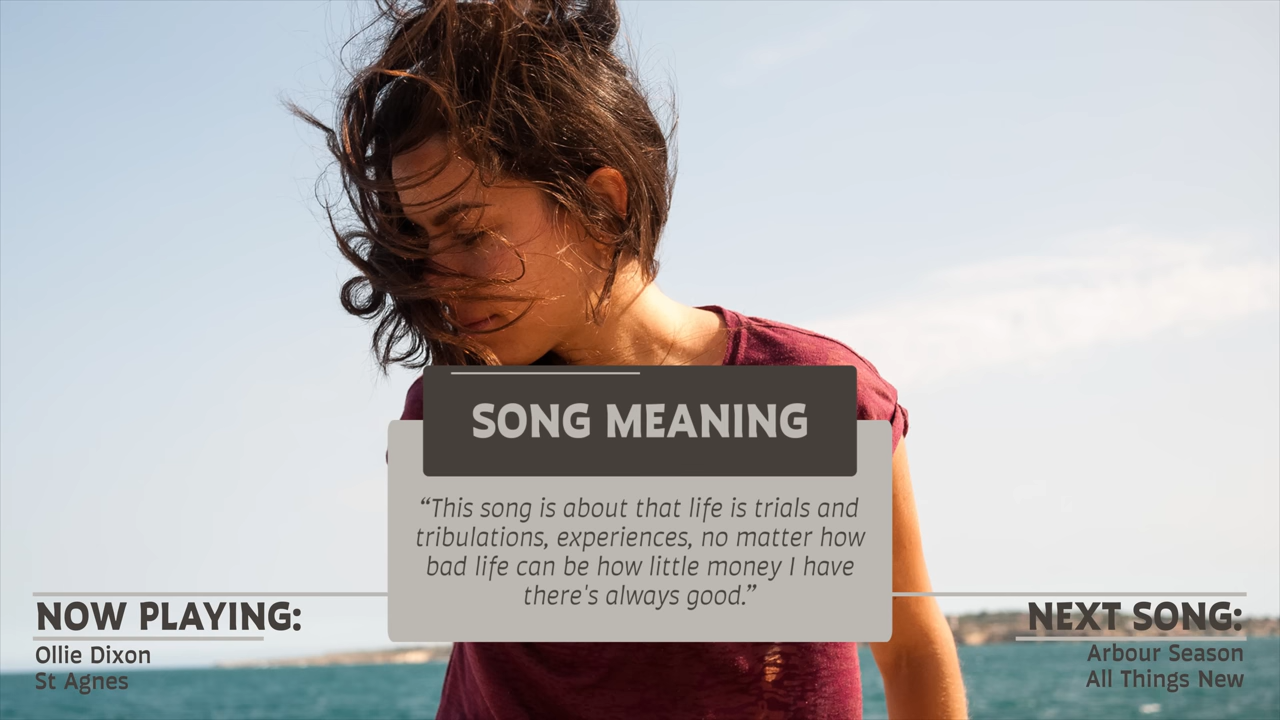 SONG MEANING
“This song is about that life is trials and
tribulations, experiences, no matter how
bad life can be how little money I have
there's always good.”
NOW PLAYING:
Ollie Dixon
St Agnes
NEXT SONG:
Arbour Season
All Things New